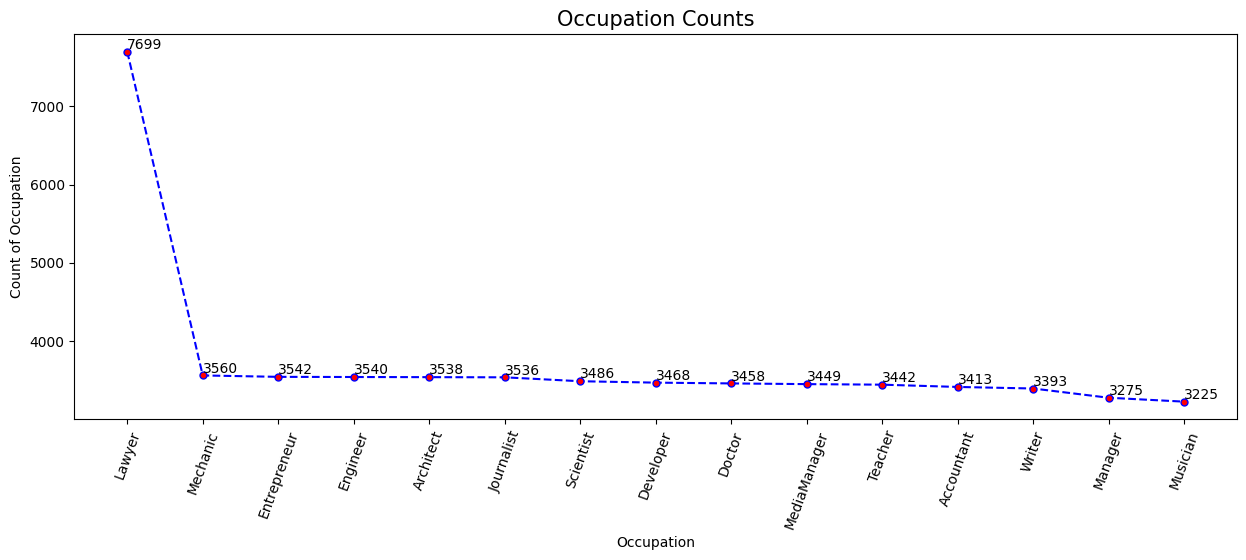 Occupation Counts
7699
7000
6000
5000
4000
Count of Occupation
3560
3542
3540
3538
3536
3486
3468
3458
3449
3442
3413
3393
3275
3225
Lawyer
Mechanic
Entrepreneur
Engineer
Architect
Journalist
Scientist
Developer
Doctor
MediaManager
Teacher
Accountant
Writer
Manager
Musician
Occupation